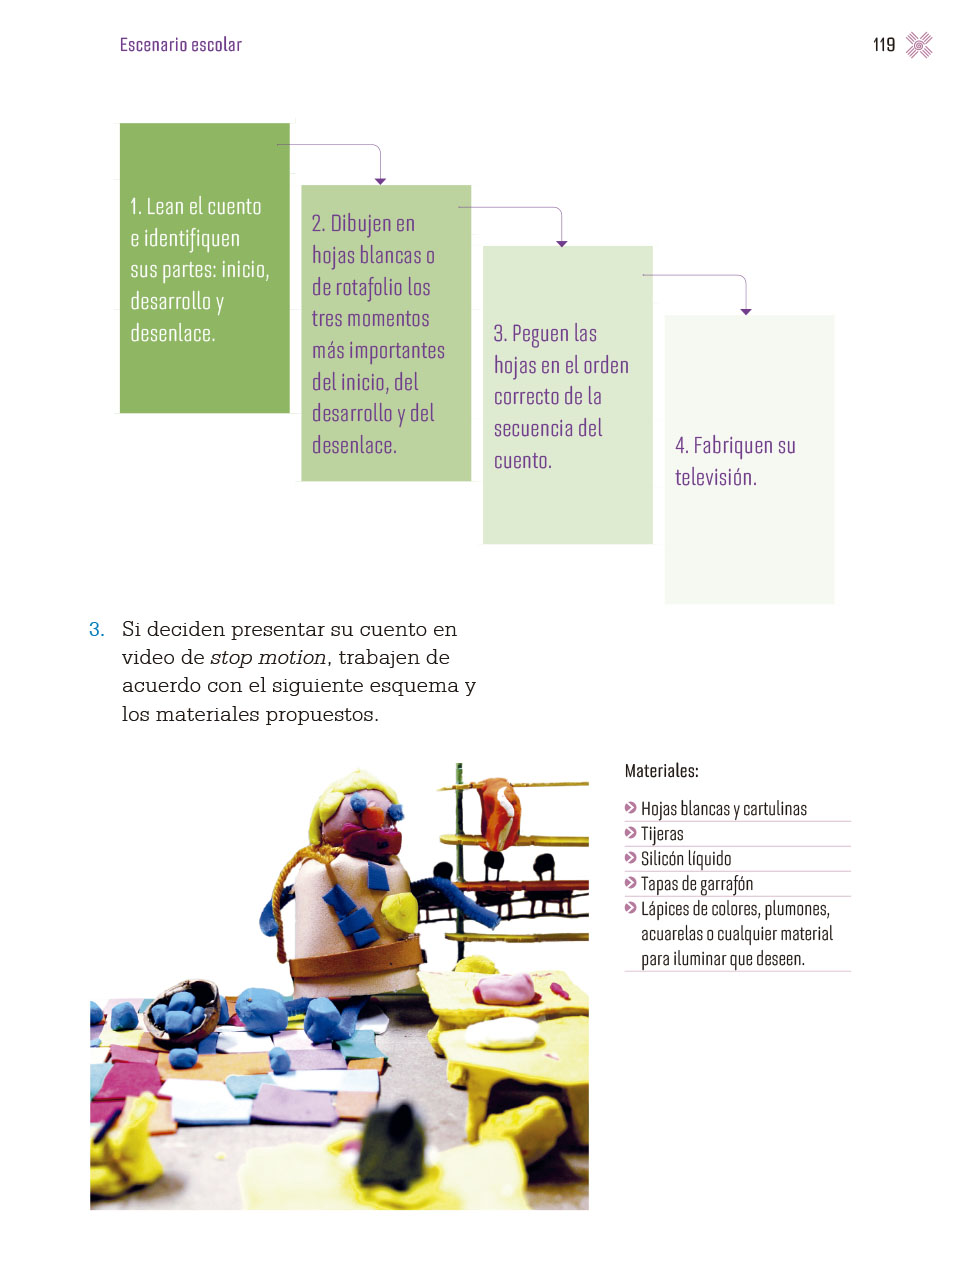 Escenario escolar
119
1. Lean el cuento
e identifiquen
sus partes: inicio,
desarrollo y
desenlace.
2. Dibujen en
hojas blancas o
de rotafolio los
tres momentos
más importantes
del inicio, del
desarrollo y del
desenlace.
3. Peguen las
hojas en el orden
correcto de la
secuencia del
cuento.
4. Fabriquen su
televisión.
3. Si deciden presentar su cuento en
video de stop motion, trabajen de
acuerdo con el siguiente esquema y
los materiales propuestos.
Materiales:
Hojas blancas y cartulinas
Tijeras
Silicón líquido
Tapas de garrafón
Lápices de colores, plumones,
acuarelas o cualquier material
para iluminar que deseen.